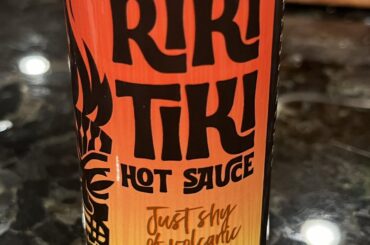 RIKI
TIKI
HOT SAUCE
Just shy
of volcanic